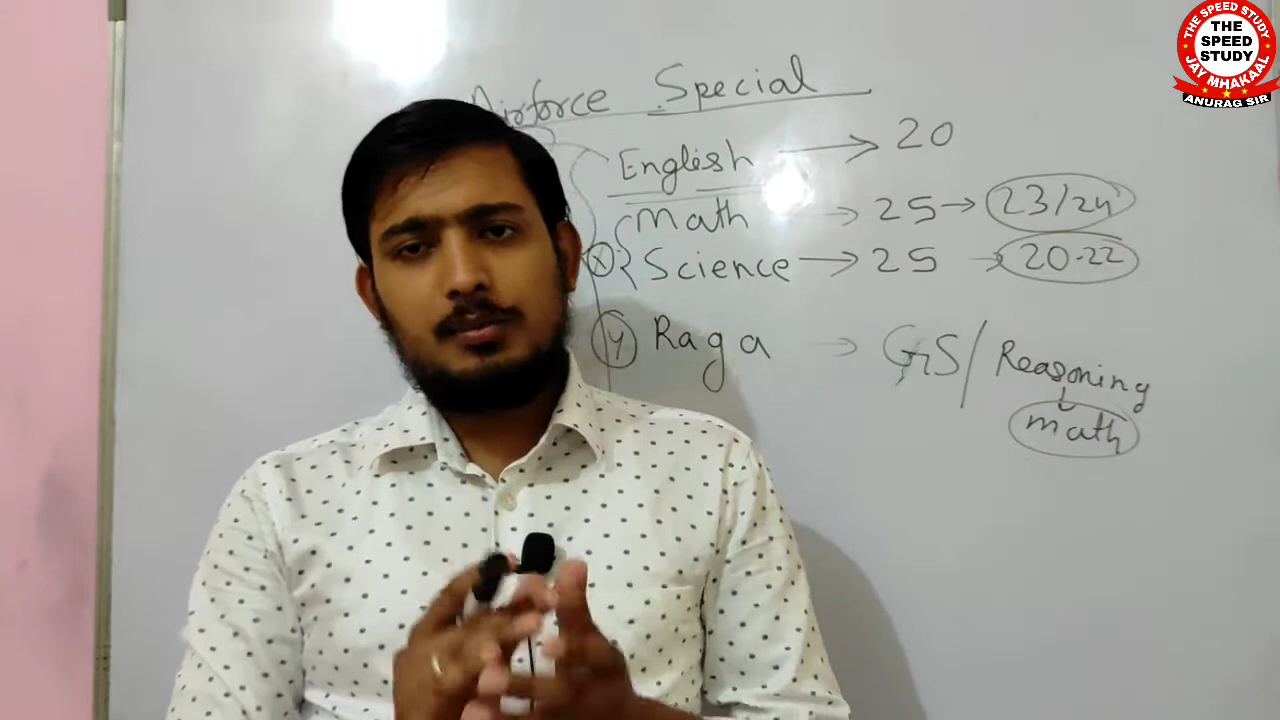 THE SPEED STUDY
THE
SPEED
STUDY
JAY MHAKAAL
ANURAG SIR
Airforce Special
English → 20
Math → 25 → 23/24
(X) { Science → 25 → 20-22
(y) Raga → GS/Reasoning
↓
math